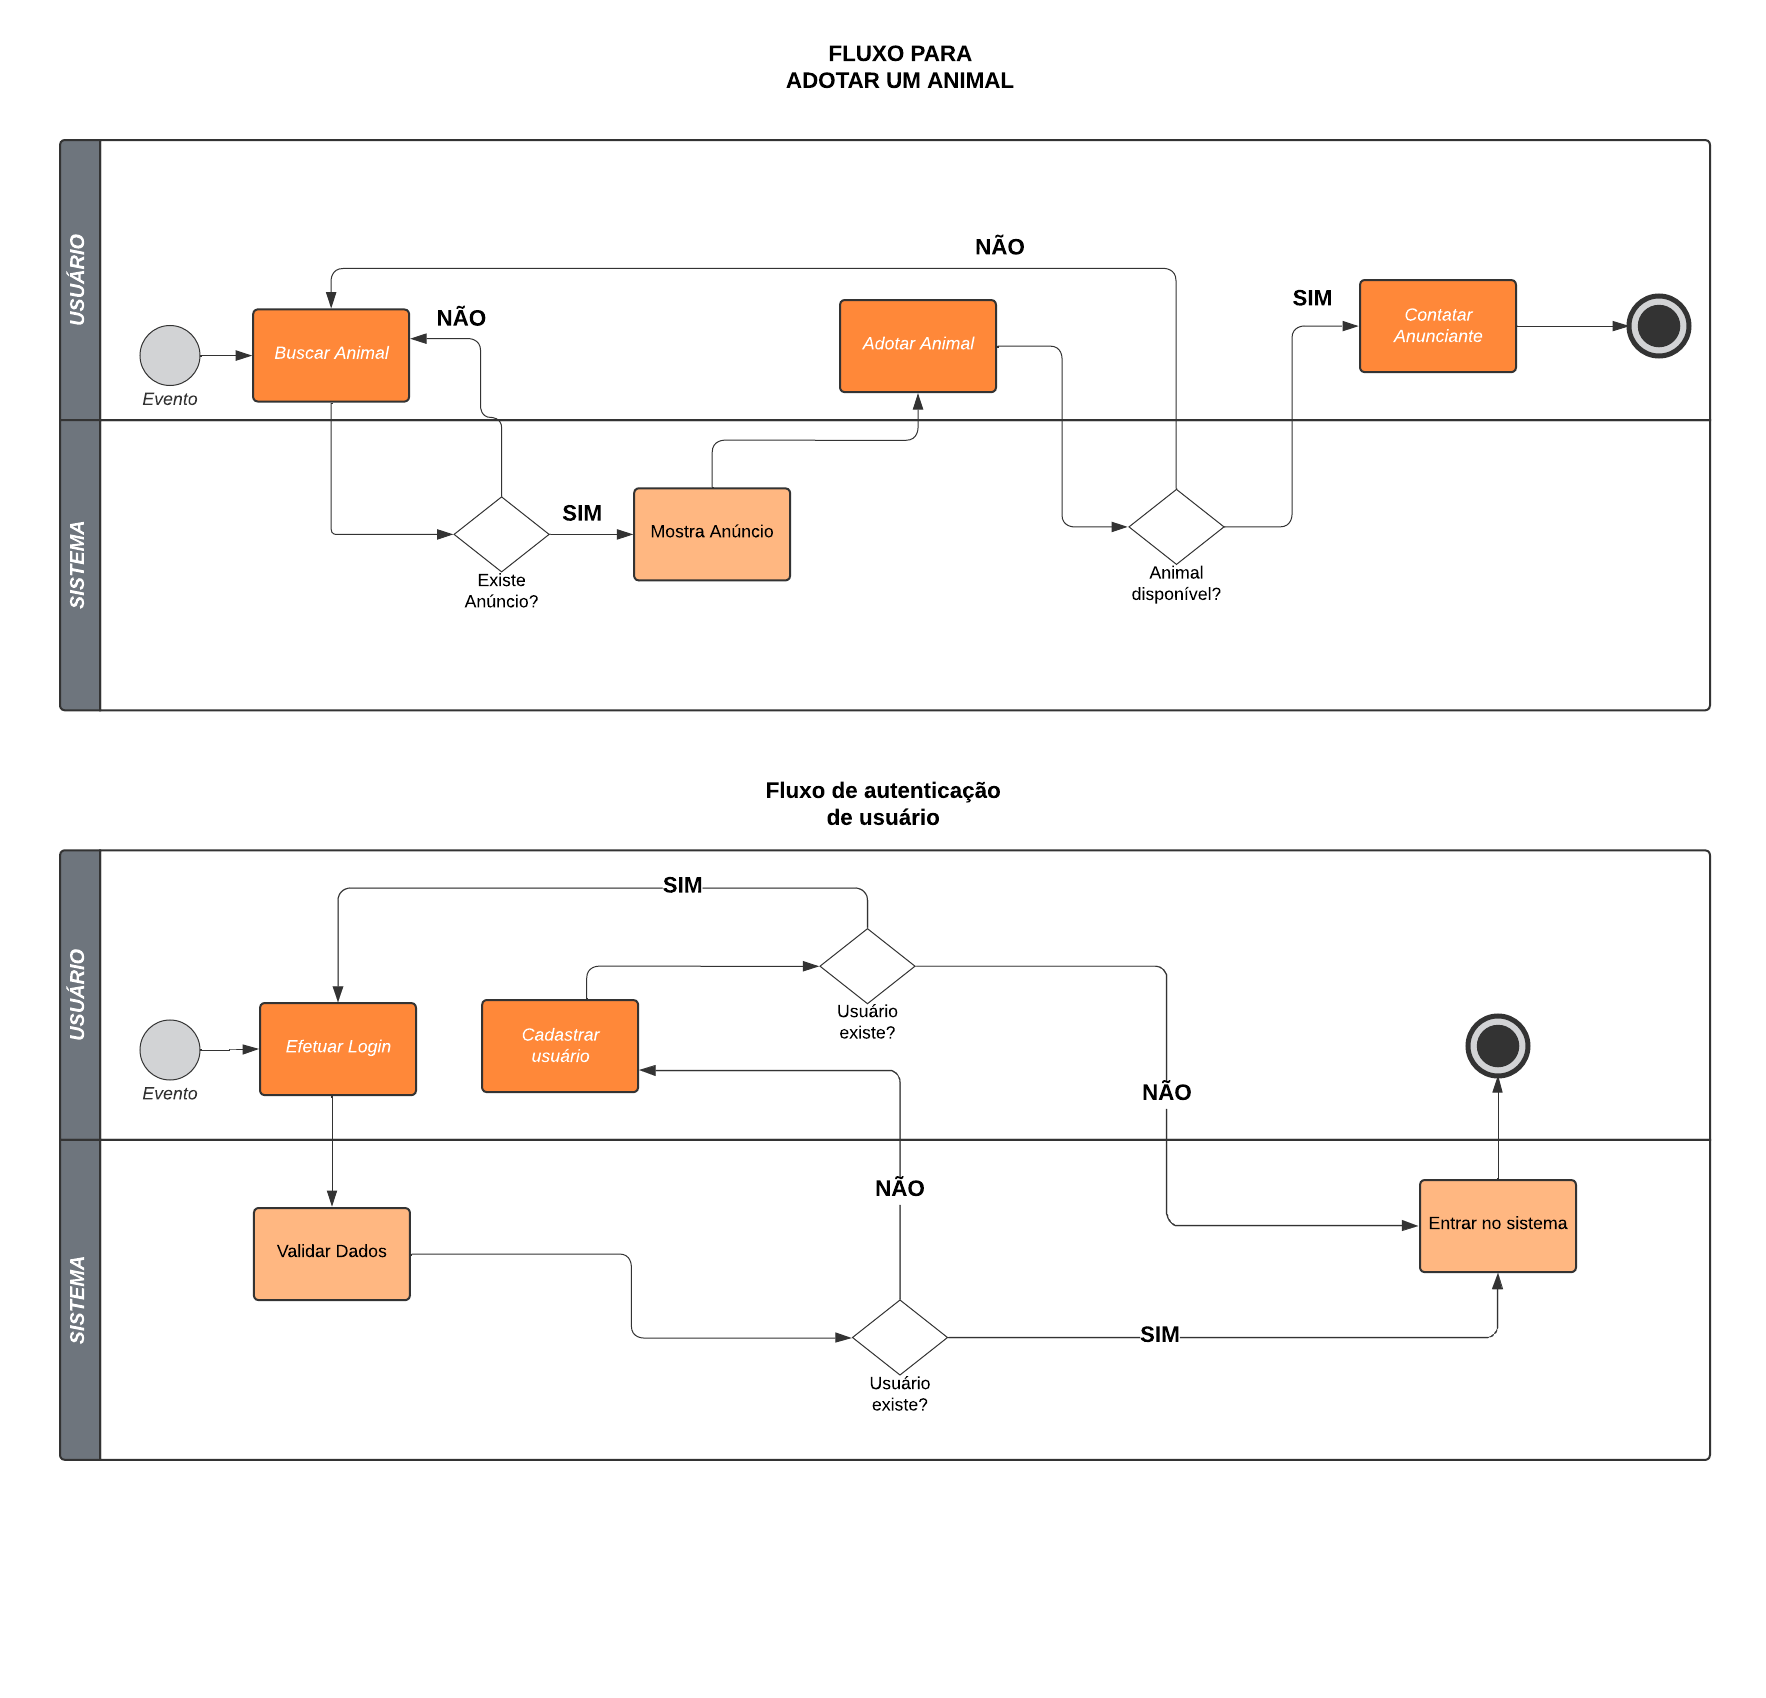 FLUXO PARA
ADOTAR UM ANIMAL
USUÁRIO
NÃO
SIM
NÃO
Contatar
Anunciante
Adotar Animal
Buscar Animal
Evento
SISTEMA
SIM
Mostra Anúncio
Existe
Anúncio?
Animal
disponível?
Fluxo de autenticação
de usuário
USUÁRIO
SIM
Usuário
existe?
Cadastrar
usuário
Efetuar Login
Evento
NÃO
SISTEMA
NÃO
Entrar no sistema
Validar Dados
SIM
Usuário
existe?